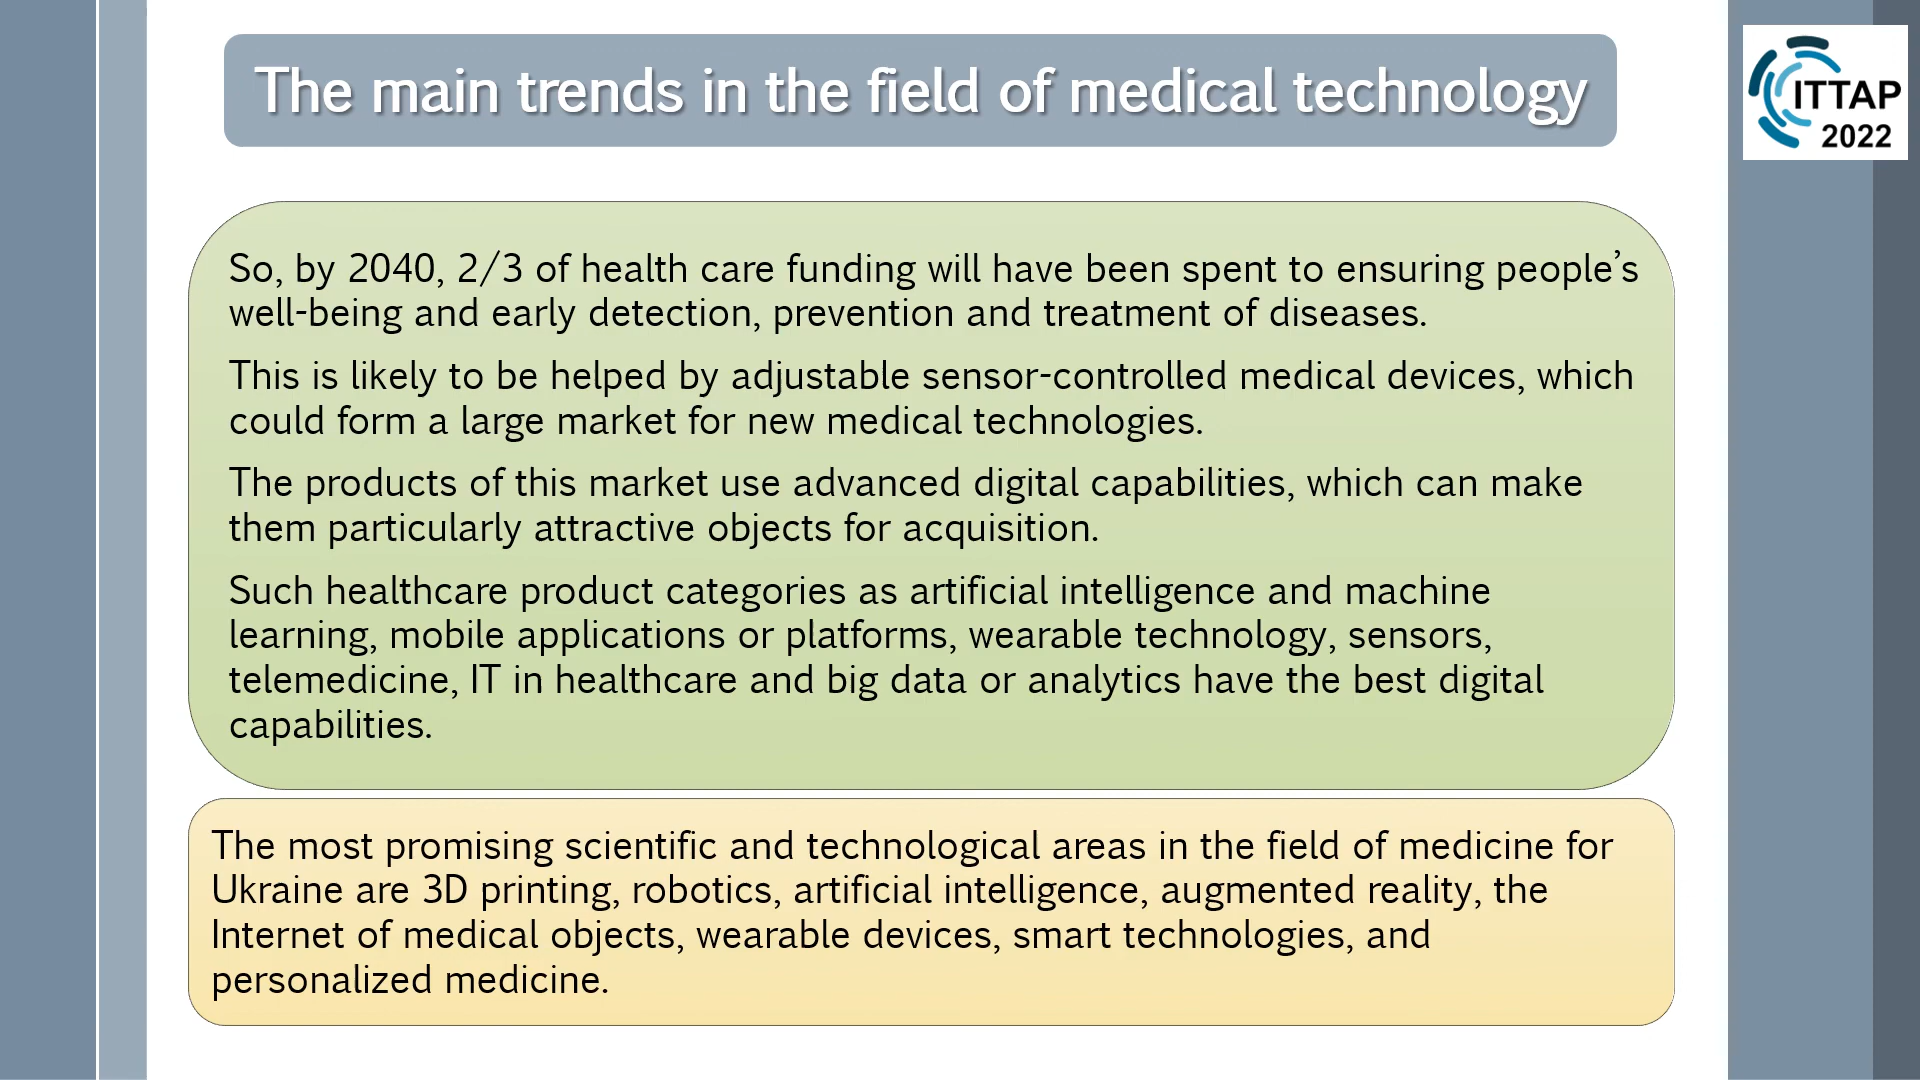 The main trends in the field of medical technology
ITTAP
2022
So, by 2040, 2/3 of health care funding will have been spent to ensuring people’s
well-being and early detection, prevention and treatment of diseases.
This is likely to be helped by adjustable sensor-controlled medical devices, which
could form a large market for new medical technologies.
The products of this market use advanced digital capabilities, which can make
them particularly attractive objects for acquisition.
Such healthcare product categories as artificial intelligence and machine
learning, mobile applications or platforms, wearable technology, sensors,
telemedicine, IT in healthcare and big data or analytics have the best digital
capabilities.
The most promising scientific and technological areas in the field of medicine for
Ukraine are 3D printing, robotics, artificial intelligence, augmented reality, the
Internet of medical objects, wearable devices, smart technologies, and
personalized medicine.